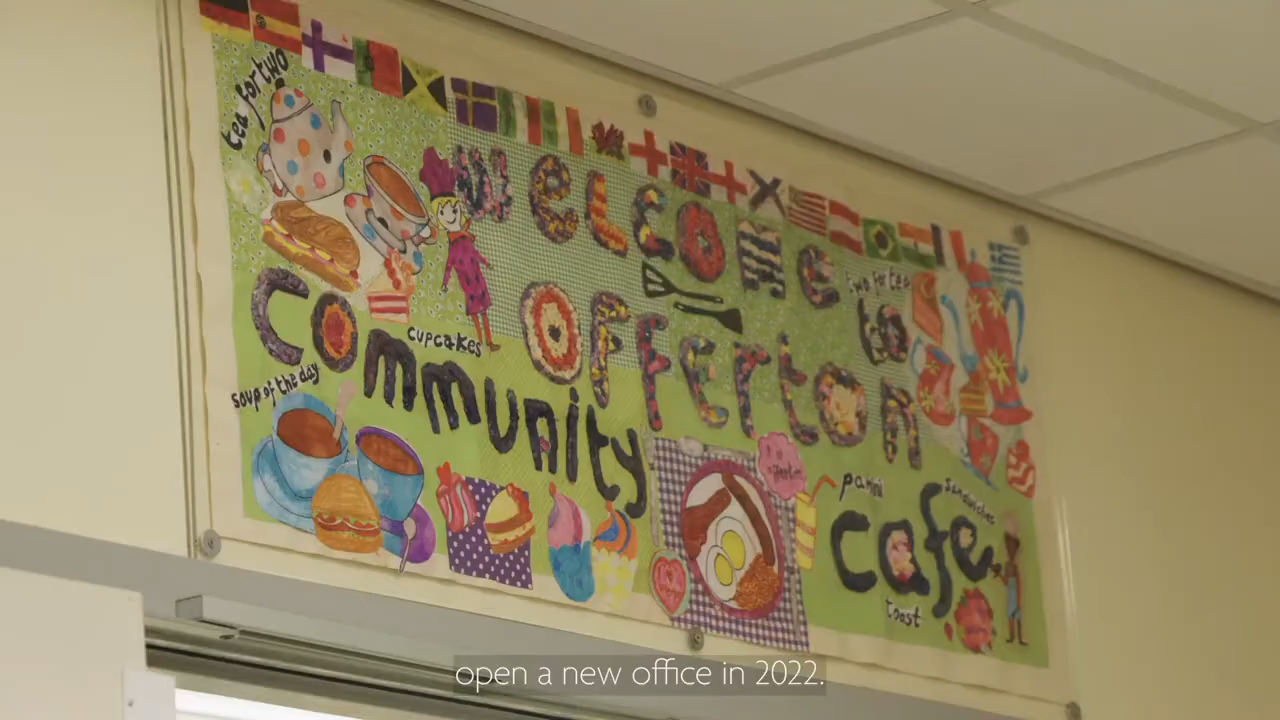 tea for two
Welcome
two for tea
to
Offerton
Community
cupcakes
soup of the day
panini
sandwiches
cafe
toast
open a new office in 2022.